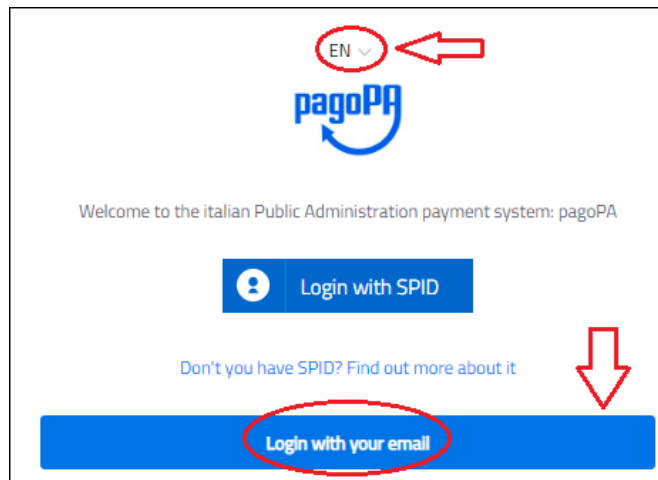 EN
pagoPA
Welcome to the italian Public Administration payment system: pagoPA
Login with SPID
Don't you have SPID? Find out more about it
Login with your email